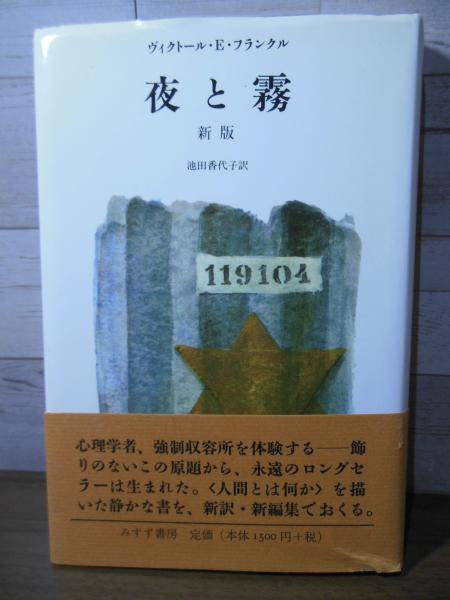 ヴィクトール・E・フランクル
夜と霧
新版
池田香代子訳
119104
心理学者、強制収容所を体験する──飾
りのないこの原題から、永遠のロングセ
ラーは生まれた。〈人間とは何か〉を描
いた静かな書を、新訳・新編集でおくる。
みすず書房 定価（本体1500円+税）